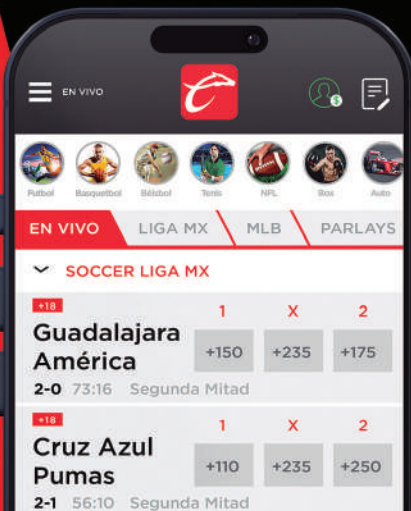 EN VIVO
Futbol Basquetbol Béisbol Tenis NFL Box Auto
EN VIVO LIGA MX MLB PARLAYS
SOCCER LIGA MX
+18 1 X 2
Guadalajara
América
+150 +235 +175
2-0 73:16 Segunda Mitad
+18 1 X 2
Cruz Azul
Pumas
+110 +235 +250
2-1 56:10 Segunda Mitad